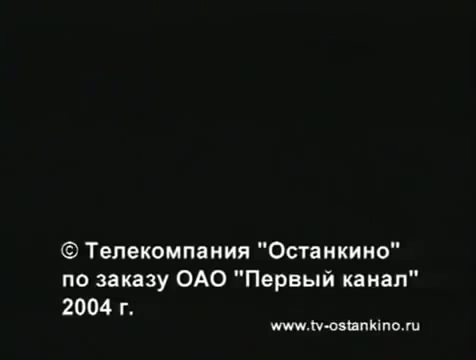 © Телекомпания "Останкино"
по заказу ОАО "Первый канал"
2004 г.
www.tv-ostankino.ru